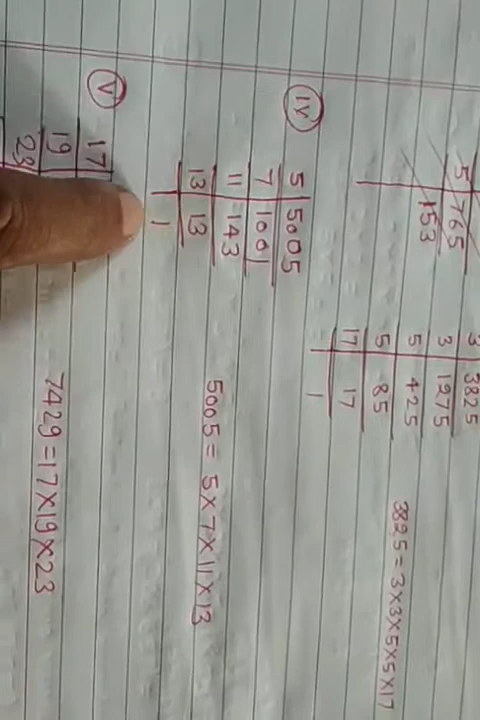 5 | 765
153
3 | 3825
3 | 1275
5 | 425
5 | 85
17 | 17
1
3825 = 3×3×5×5×17
IV
5 | 5005
7 | 1001
11 | 143
13 | 13
1
5005 = 5×7×11×13
V
17
19
23
7429 = 17×19×23